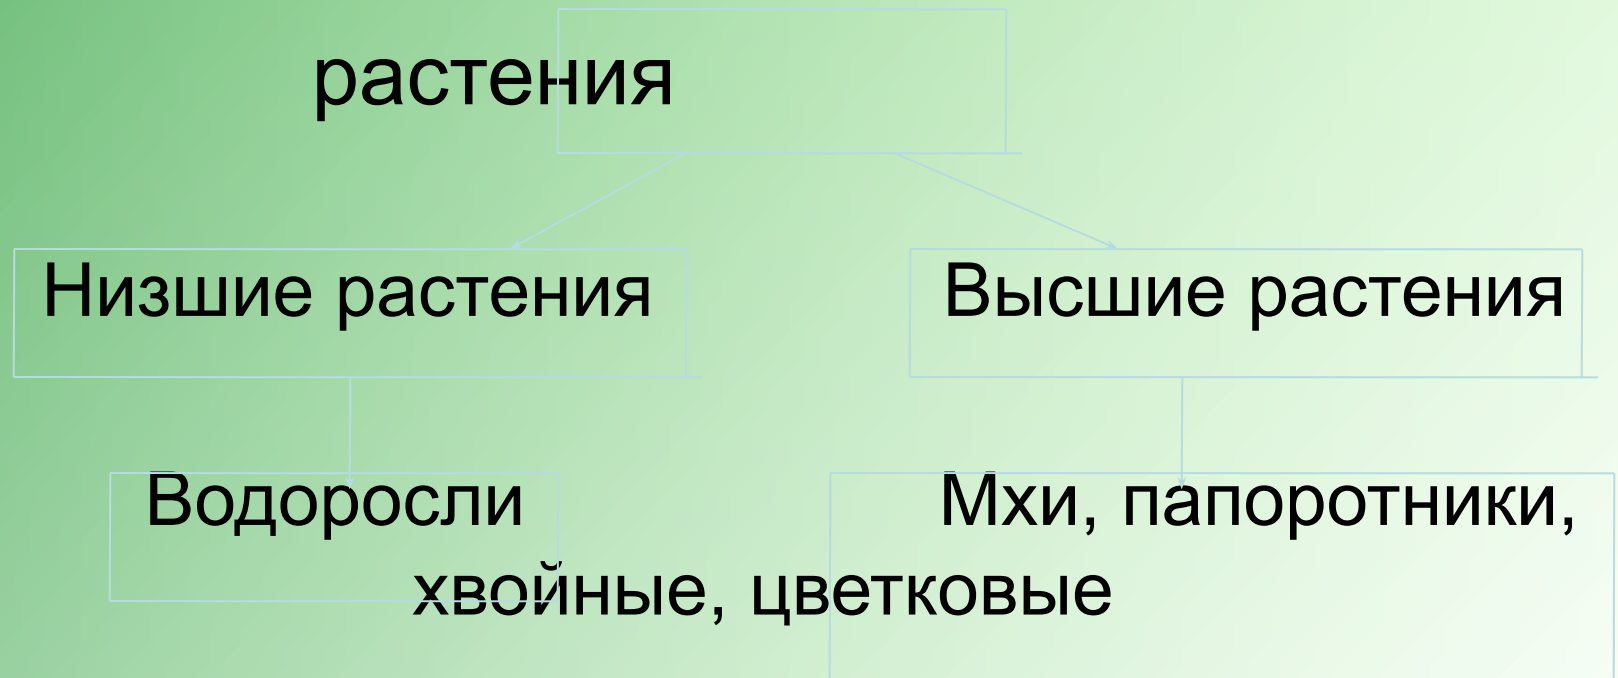 растения
Низшие растения Высшие растения
Водоросли Мхи, папоротники,
хвойные, цветковые